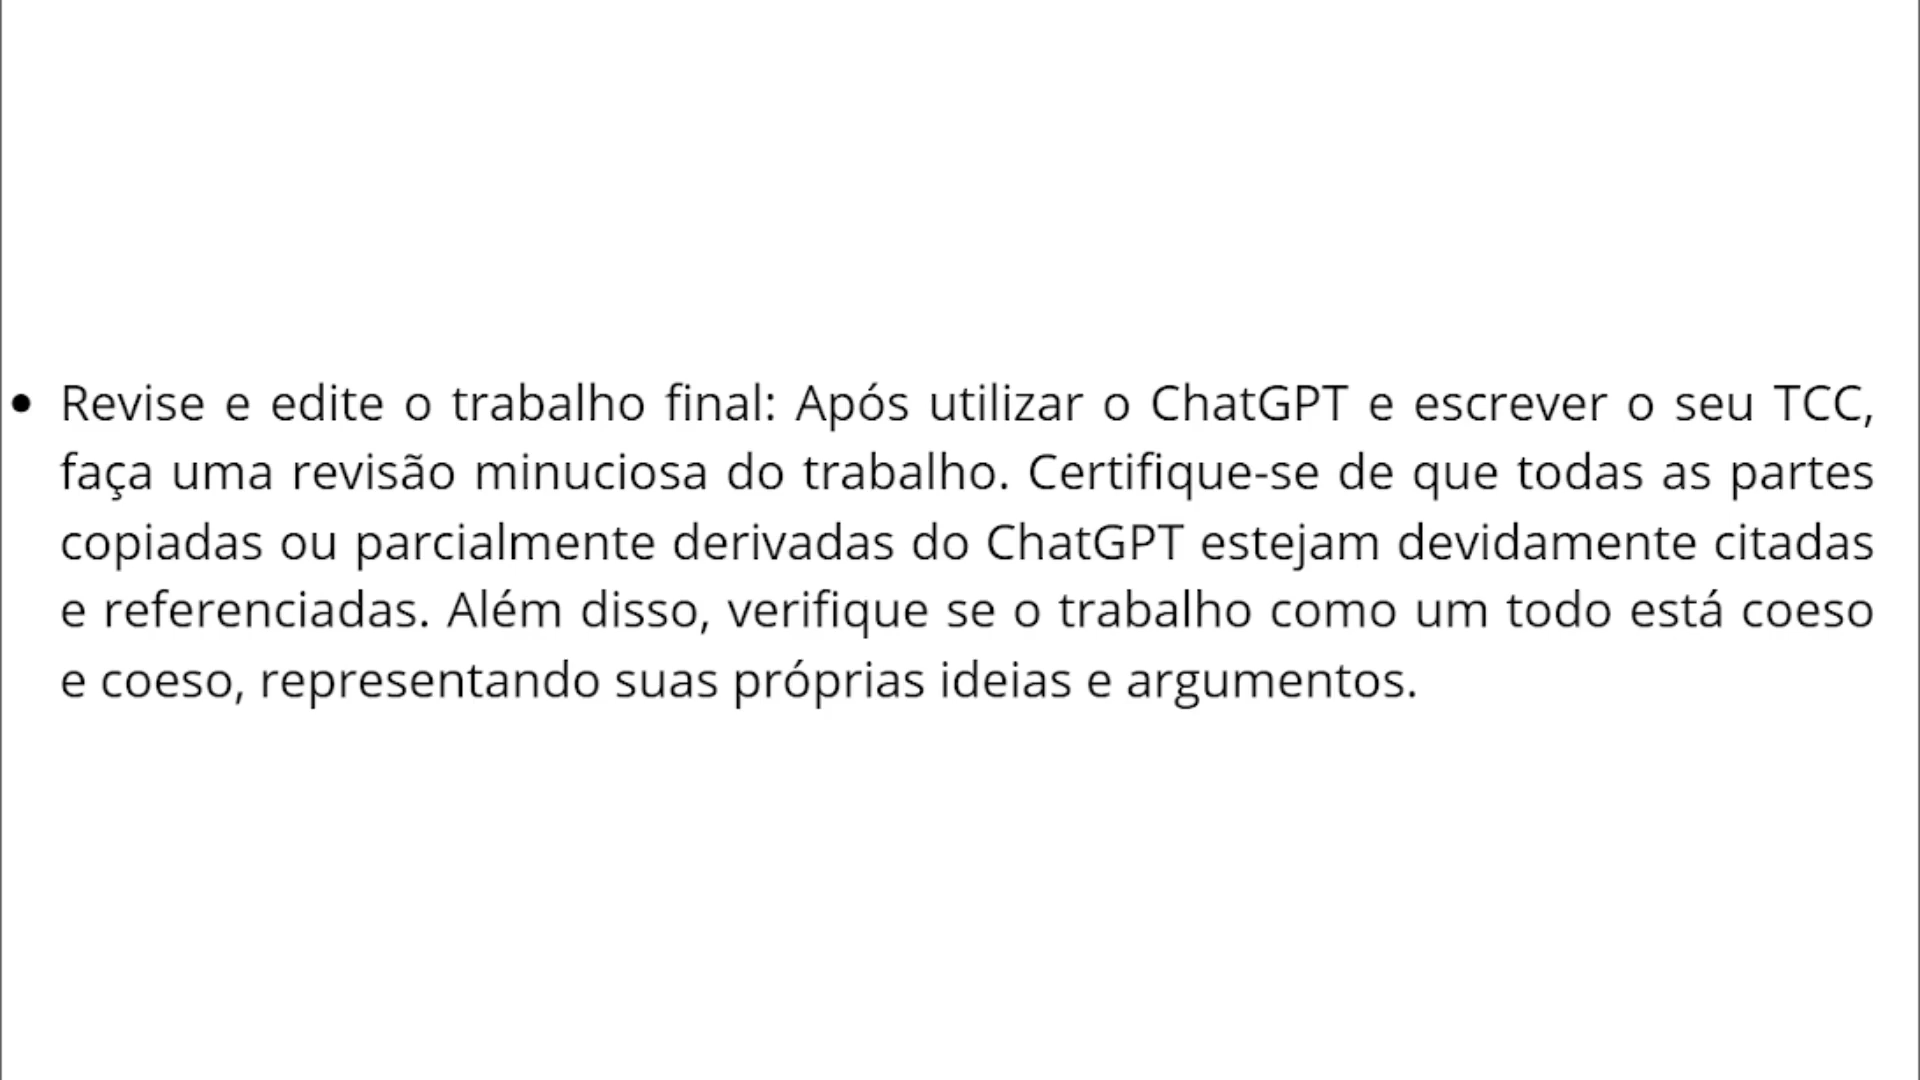 • Revise e edite o trabalho final: Após utilizar o ChatGPT e escrever o seu TCC,
faça uma revisão minuciosa do trabalho. Certifique-se de que todas as partes
copiadas ou parcialmente derivadas do ChatGPT estejam devidamente citadas
e referenciadas. Além disso, verifique se o trabalho como um todo está coeso
e coeso, representando suas próprias ideias e argumentos.